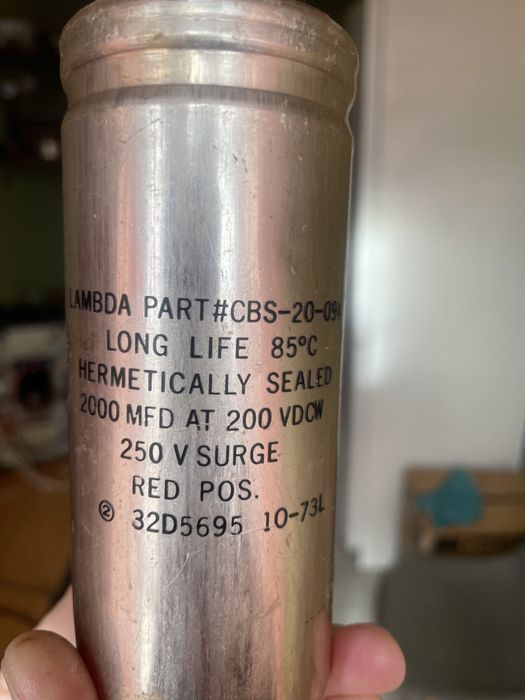 LAMBDA PART#CBS-20-094
LONG LIFE 85°C
HERMETICALLY SEALED
2000 MFD AT 200 VDCW
250 V SURGE
RED POS.
② 32D5695 10-73L